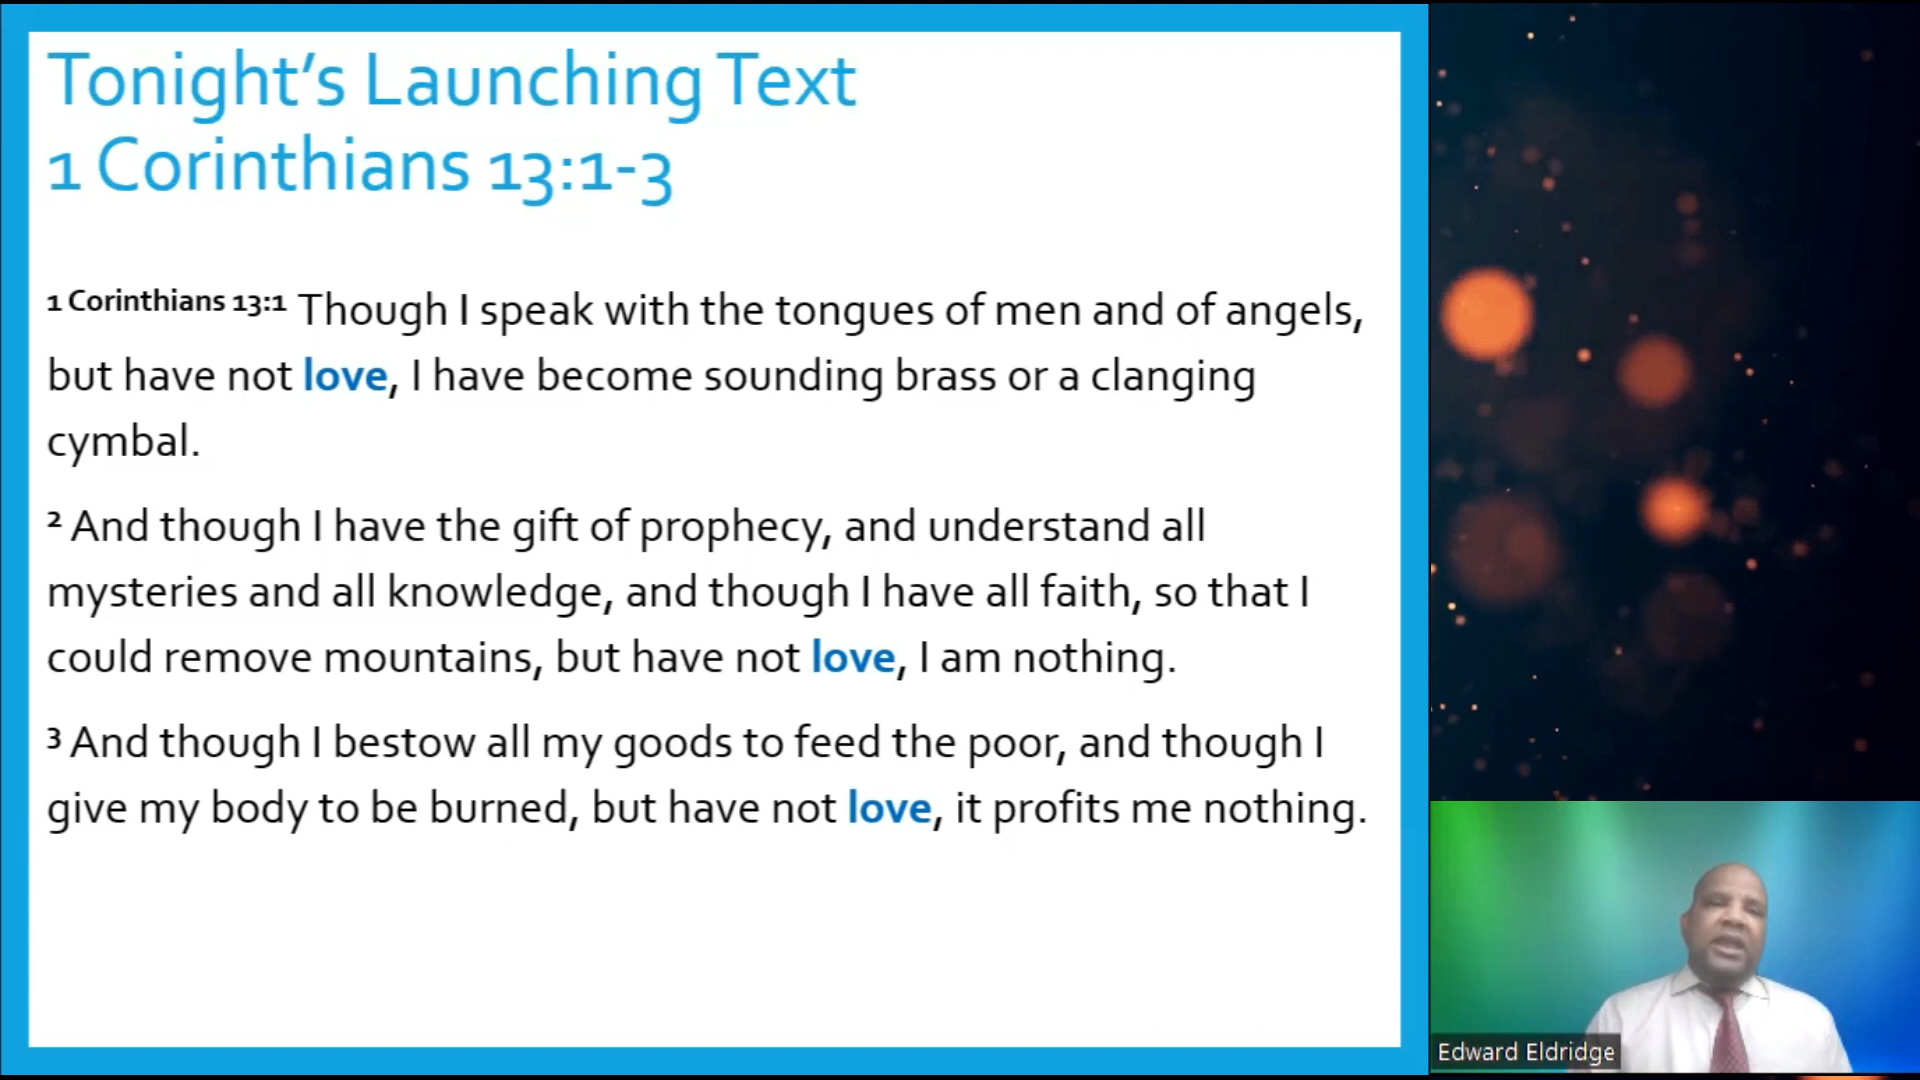 Tonight’s Launching Text
1 Corinthians 13:1-3
1 Corinthians 13:1 Though I speak with the tongues of men and of angels,
but have not love, I have become sounding brass or a clanging
cymbal.
2 And though I have the gift of prophecy, and understand all
mysteries and all knowledge, and though I have all faith, so that I
could remove mountains, but have not love, I am nothing.
3 And though I bestow all my goods to feed the poor, and though I
give my body to be burned, but have not love, it profits me nothing.
Edward Eldridge